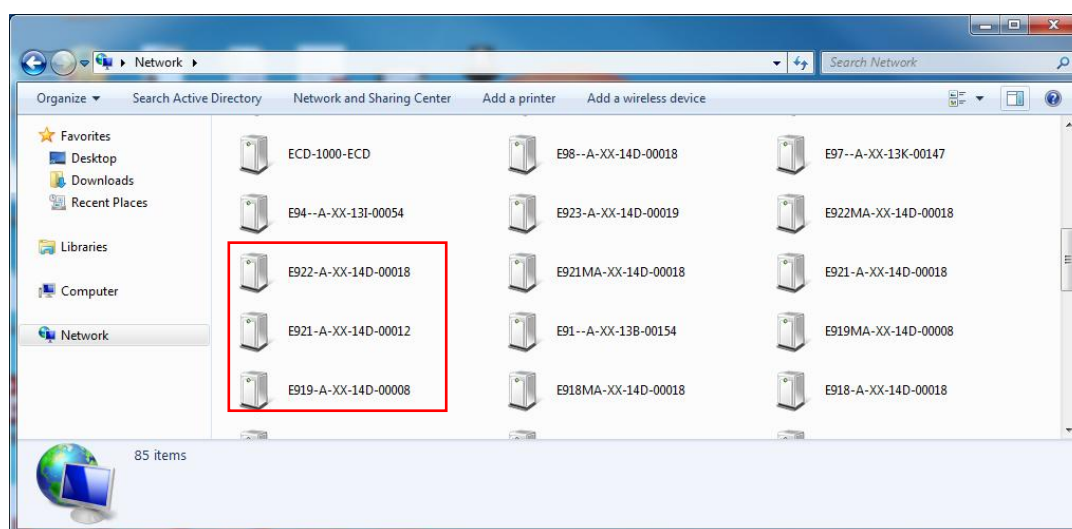 Network
Search Network
Organize
Search Active Directory
Network and Sharing Center
Add a printer
Add a wireless device
Favorites
Desktop
Downloads
Recent Places
Libraries
Computer
Network
ECD-1000-ECD
E98--A-XX-14D-00018
E97--A-XX-13K-00147
E94--A-XX-13I-00054
E923-A-XX-14D-00019
E922MA-XX-14D-00018
E922-A-XX-14D-00018
E921MA-XX-14D-00018
E921-A-XX-14D-00018
E921-A-XX-14D-00012
E91--A-XX-13B-00154
E919MA-XX-14D-00008
E919-A-XX-14D-00008
E918MA-XX-14D-00018
E918-A-XX-14D-00018
85 items